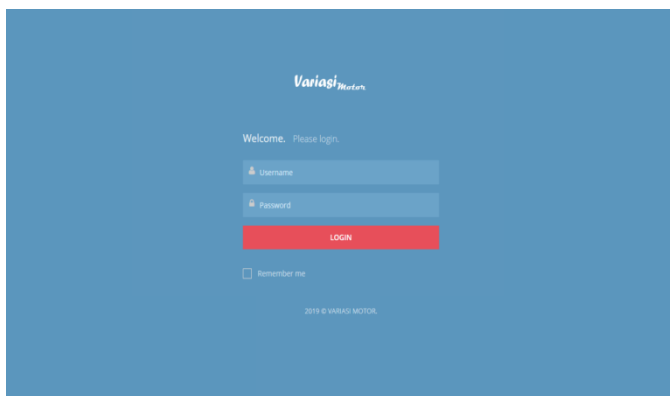 Variasi Motor
Welcome. Please login.
Username
Password
LOGIN
Remember me
2019 © VARIASI MOTOR.